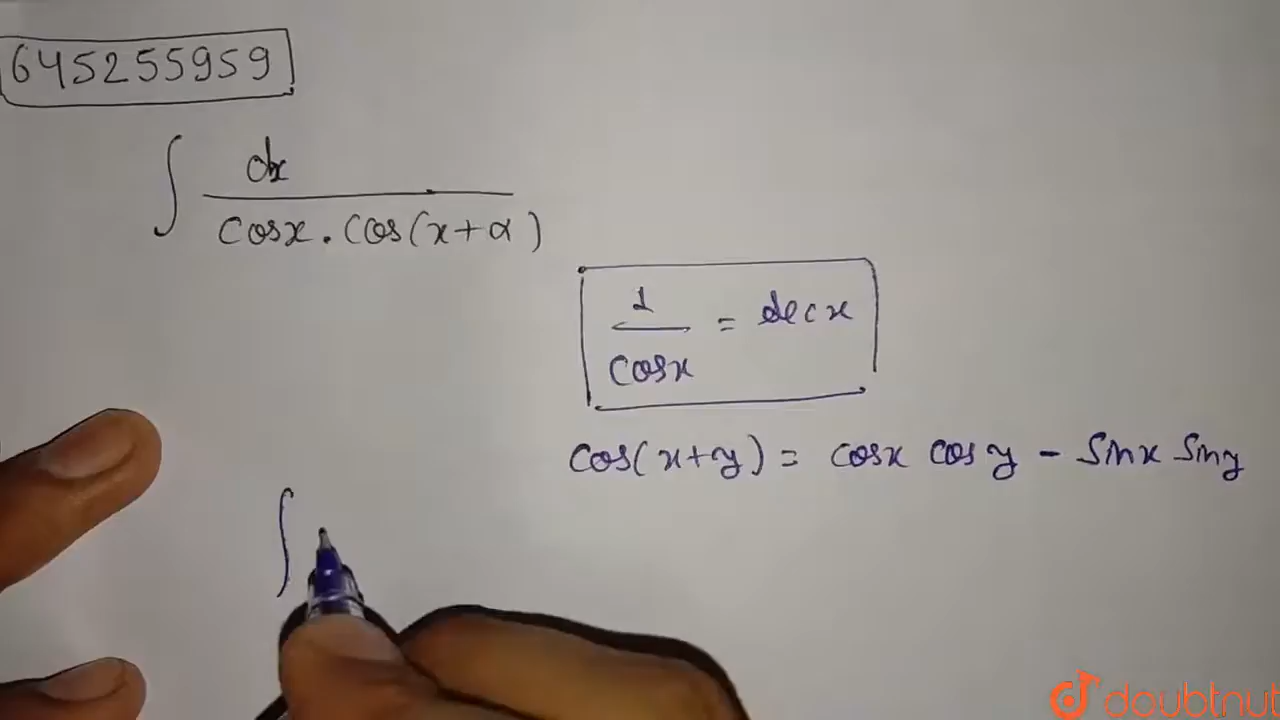 645255959
∫ dx
cosx . cos(x+α)
1
cosx = secx
cos(x+y) = cosx cosy - Sinx Siny
∫
doubtnut